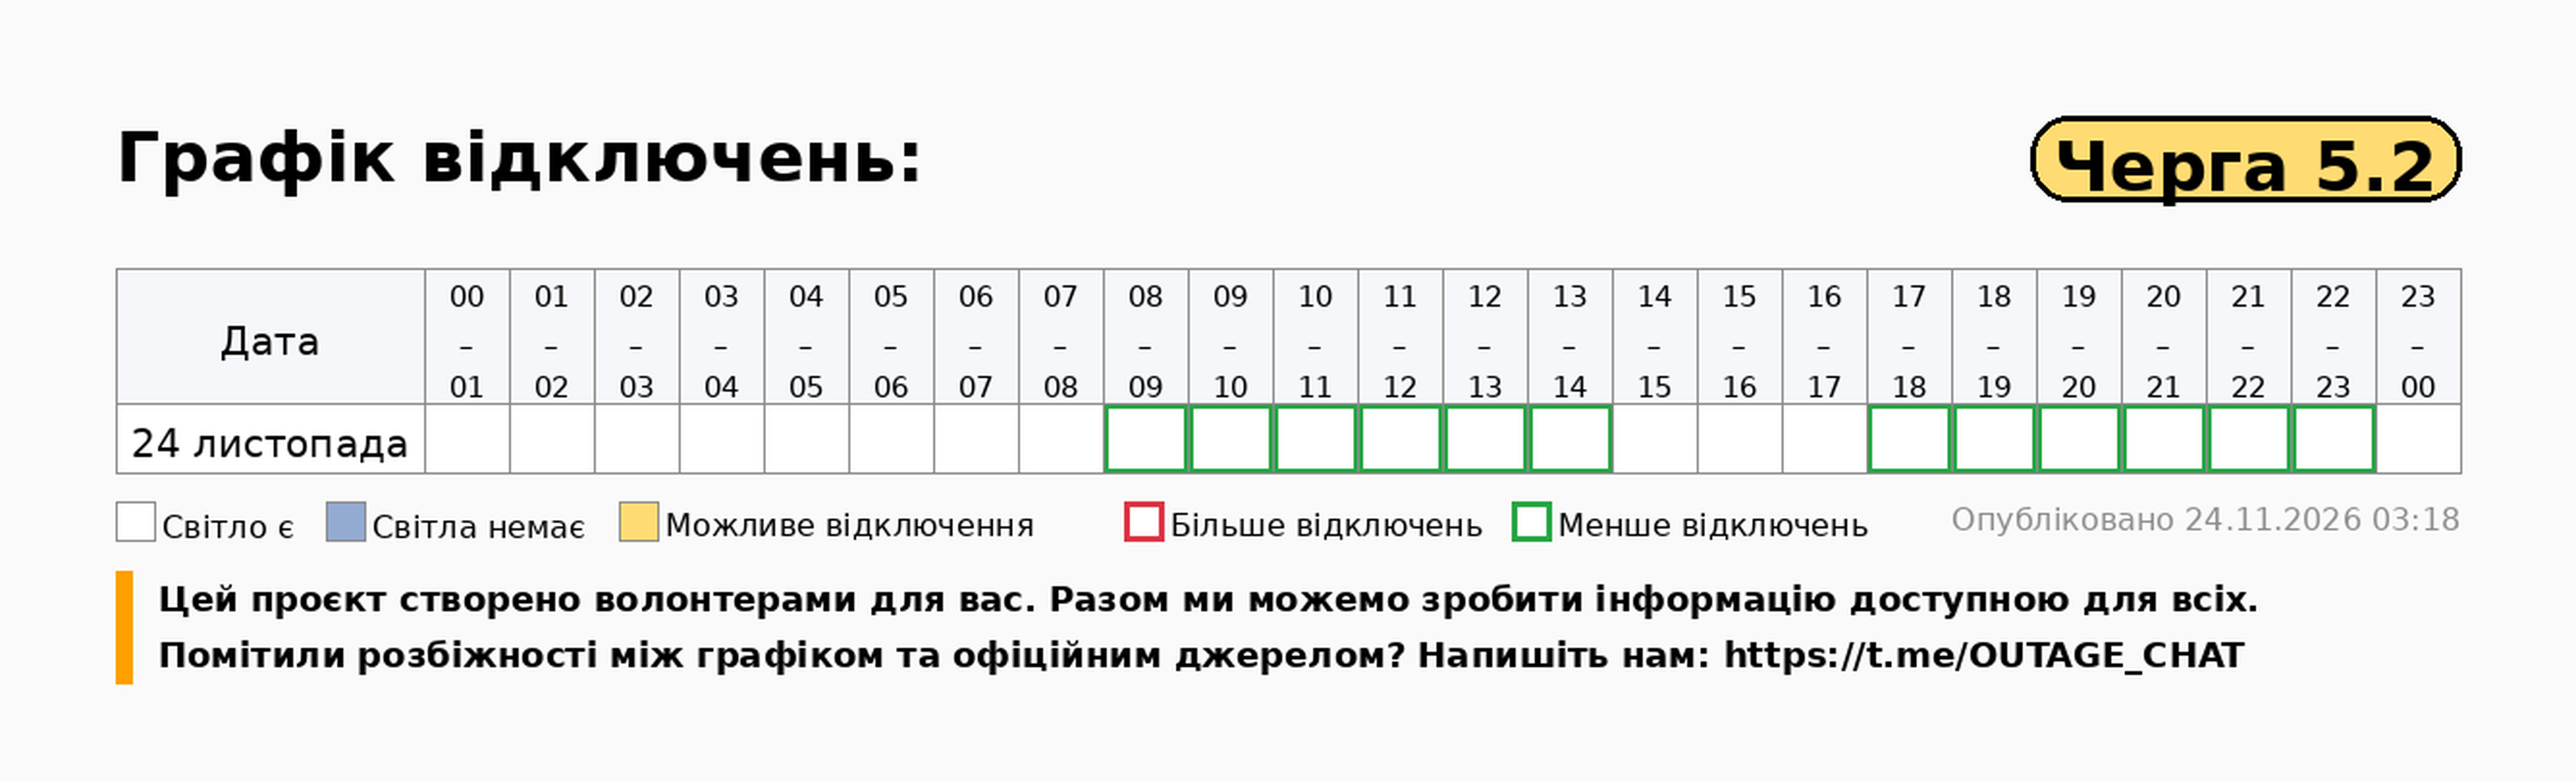 Графік відключень:
Черга 5.2
Дата 00 – 01 01 – 02 02 – 03 03 – 04 04 – 05 05 – 06 06 – 07 07 – 08 08 – 09 09 – 10 10 – 11 11 – 12 12 – 13 13 – 14 14 – 15 15 – 16 16 – 17 17 – 18 18 – 19 19 – 20 20 – 21 21 – 22 22 – 23 23 – 00
24 листопада
Світло є Світла немає Можливе відключення Більше відключень Менше відключень Опубліковано 24.11.2026 03:18
Цей проєкт створено волонтерами для вас. Разом ми можемо зробити інформацію доступною для всіх.
Помітили розбіжності між графіком та офіційним джерелом? Напишіть нам: https://t.me/OUTAGE_CHAT